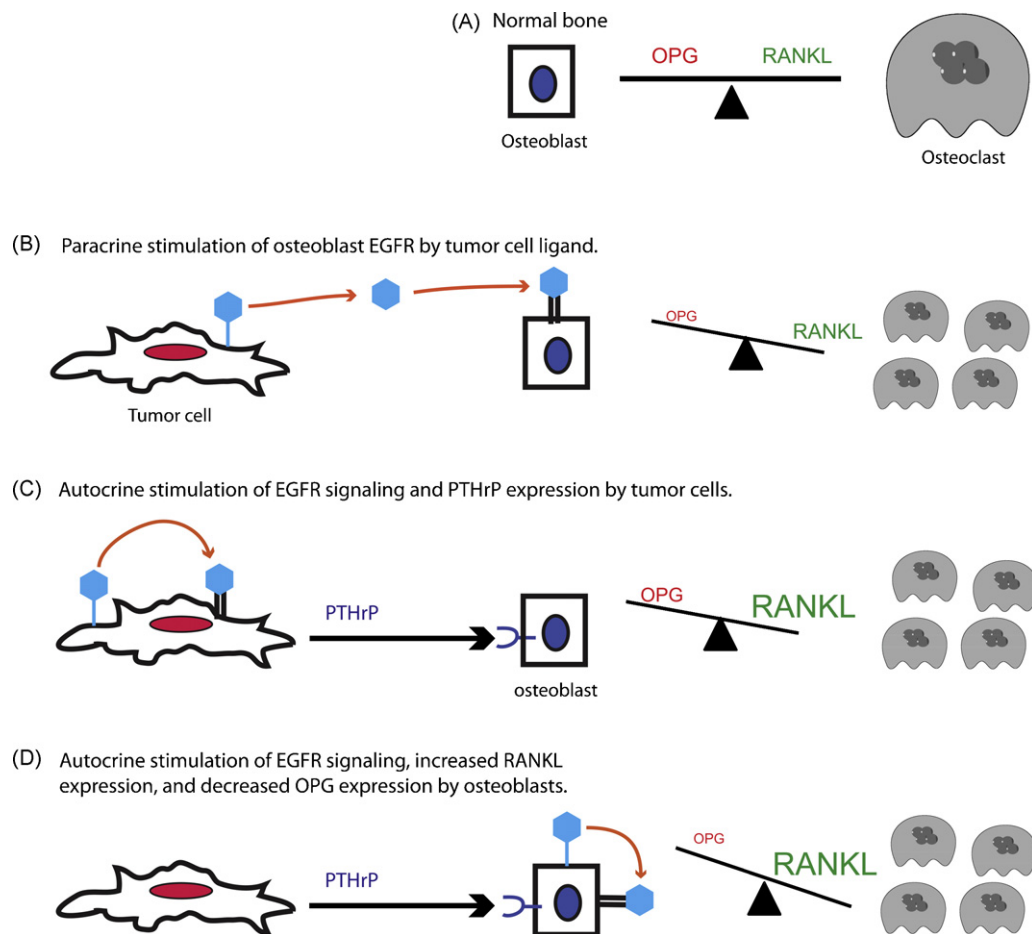 (A) Normal bone
OPG RANKL
Osteoblast
Osteoclast
(B) Paracrine stimulation of osteoblast EGFR by tumor cell ligand.
OPG
RANKL
Tumor cell
(C) Autocrine stimulation of EGFR signaling and PTHrP expression by tumor cells.
PTHrP
OPG
RANKL
osteoblast
(D) Autocrine stimulation of EGFR signaling, increased RANKL
expression, and decreased OPG expression by osteoblasts.
PTHrP
OPG
RANKL